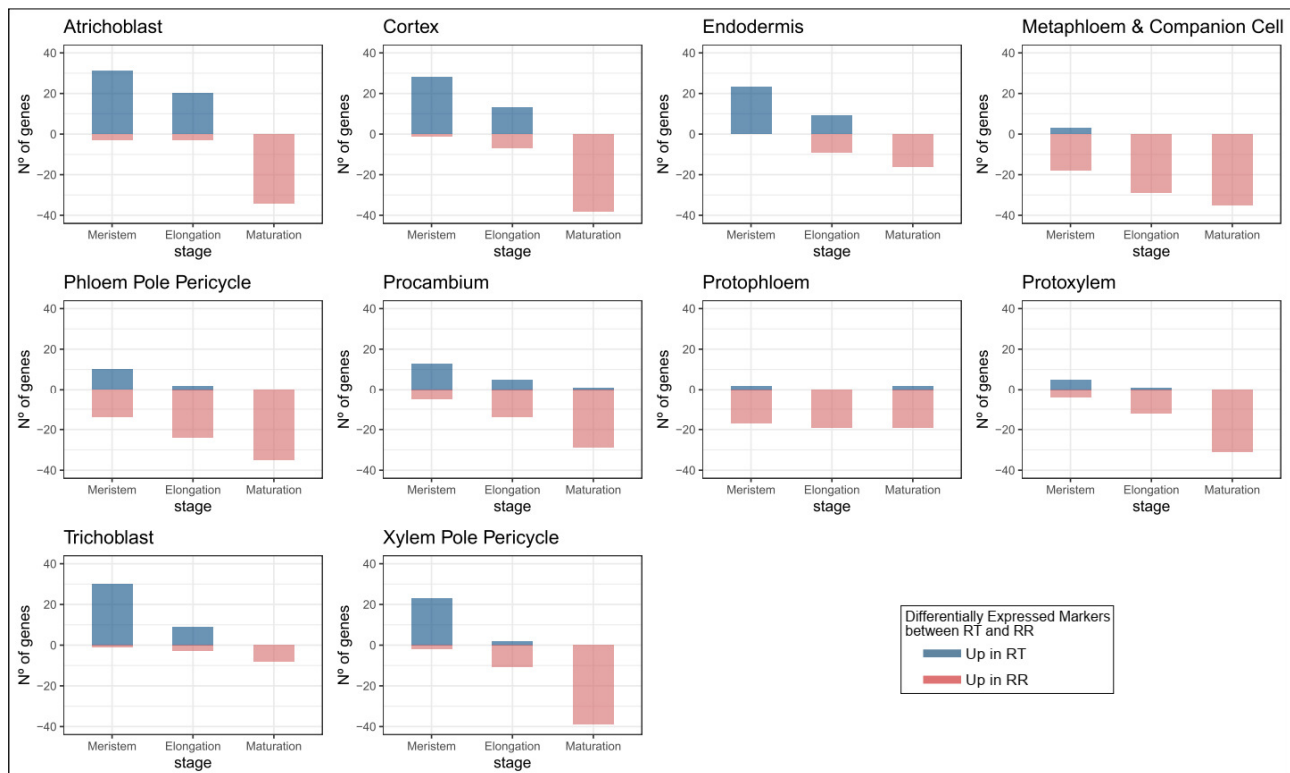 Atrichoblast
Cortex
Endodermis
Metaphloem & Companion Cell
Nº of genes
40
20
0
−20
−40
Meristem Elongation Maturation
stage
Nº of genes
40
20
0
−20
−40
Meristem Elongation Maturation
stage
Nº of genes
40
20
0
−20
−40
Meristem Elongation Maturation
stage
Nº of genes
40
20
0
−20
−40
Meristem Elongation Maturation
stage
Phloem Pole Pericycle
Procambium
Protophloem
Protoxylem
Nº of genes
40
20
0
−20
−40
Meristem Elongation Maturation
stage
Nº of genes
40
20
0
−20
−40
Meristem Elongation Maturation
stage
Nº of genes
40
20
0
−20
−40
Meristem Elongation Maturation
stage
Nº of genes
40
20
0
−20
−40
Meristem Elongation Maturation
stage
Trichoblast
Xylem Pole Pericycle
Nº of genes
40
20
0
−20
−40
Meristem Elongation Maturation
stage
Nº of genes
40
20
0
−20
−40
Meristem Elongation Maturation
stage
Differentially Expressed Markers
between RT and RR
Up in RT
Up in RR